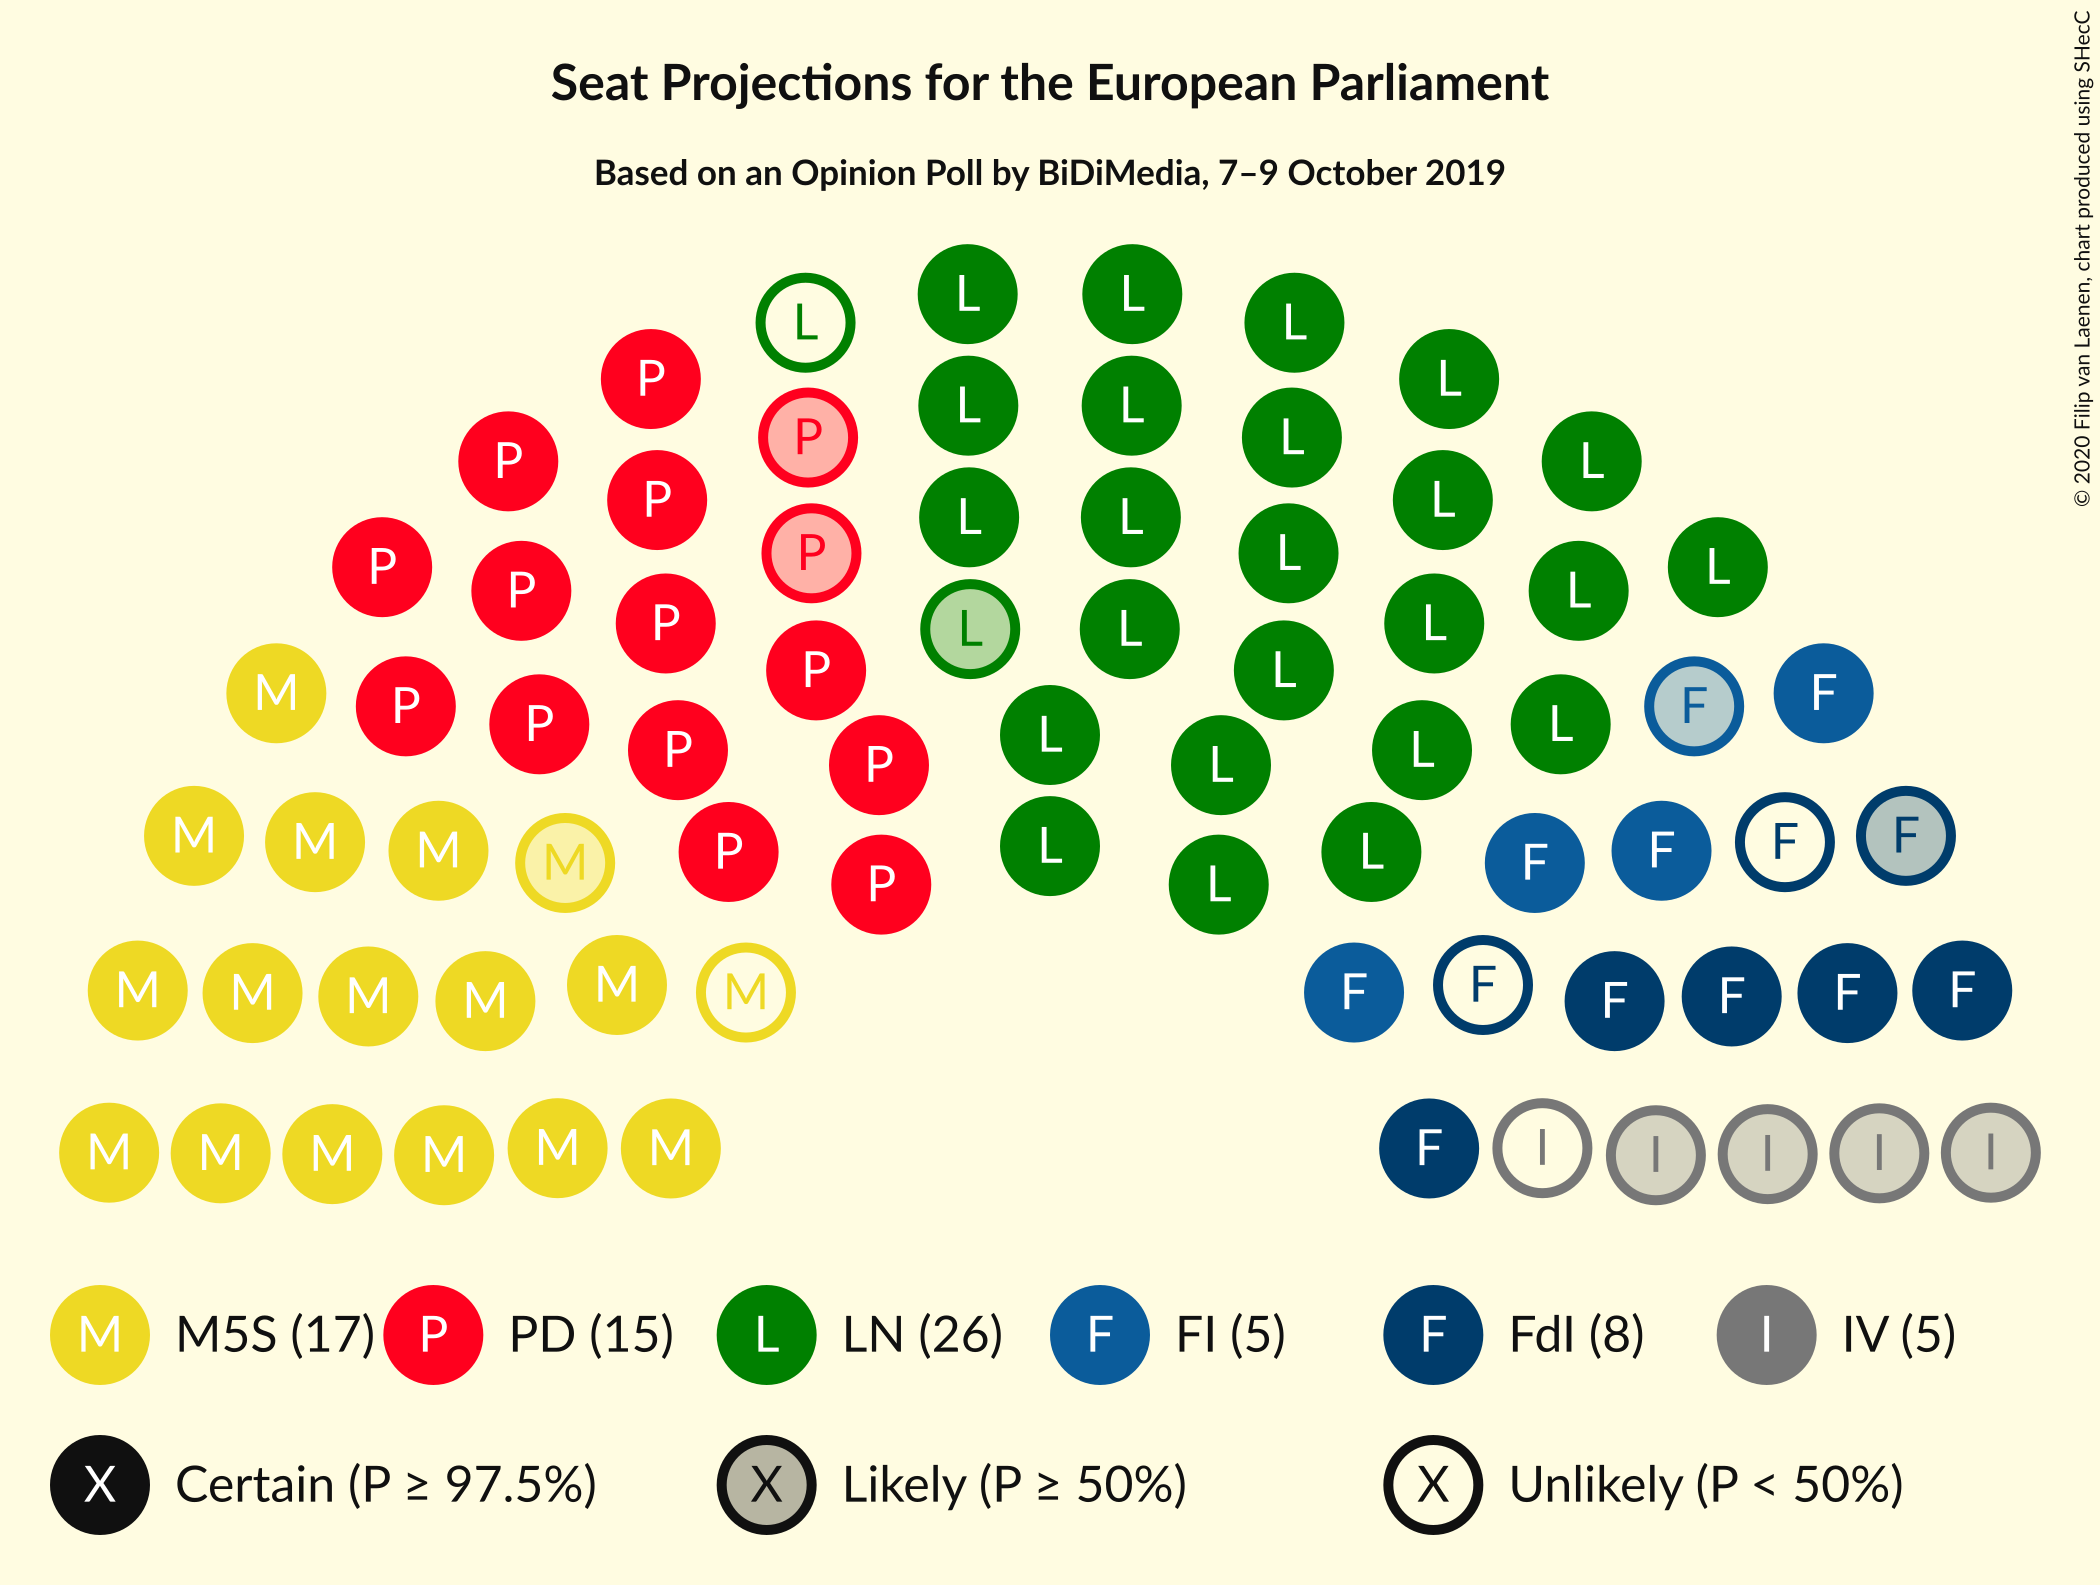 Seat Projections for the European Parliament
Based on an Opinion Poll by BiDiMedia, 7–9 October 2019
© 2020 Filip van Laenen, chart produced using SHecC
L L L L
P L P
P P L L L L P L
P P P L L L L L
P P L L L L L
M P P P P L L L L F F
P L L L
M M M M P P L L L F F F F
M M M M M M F F F F F F
M M M M M M F I I I I I
M M5S (17) P PD (15) L LN (26) F FI (5) F FdI (8) I IV (5)
X Certain (P ≥ 97.5%) X Likely (P ≥ 50%) X Unlikely (P < 50%)